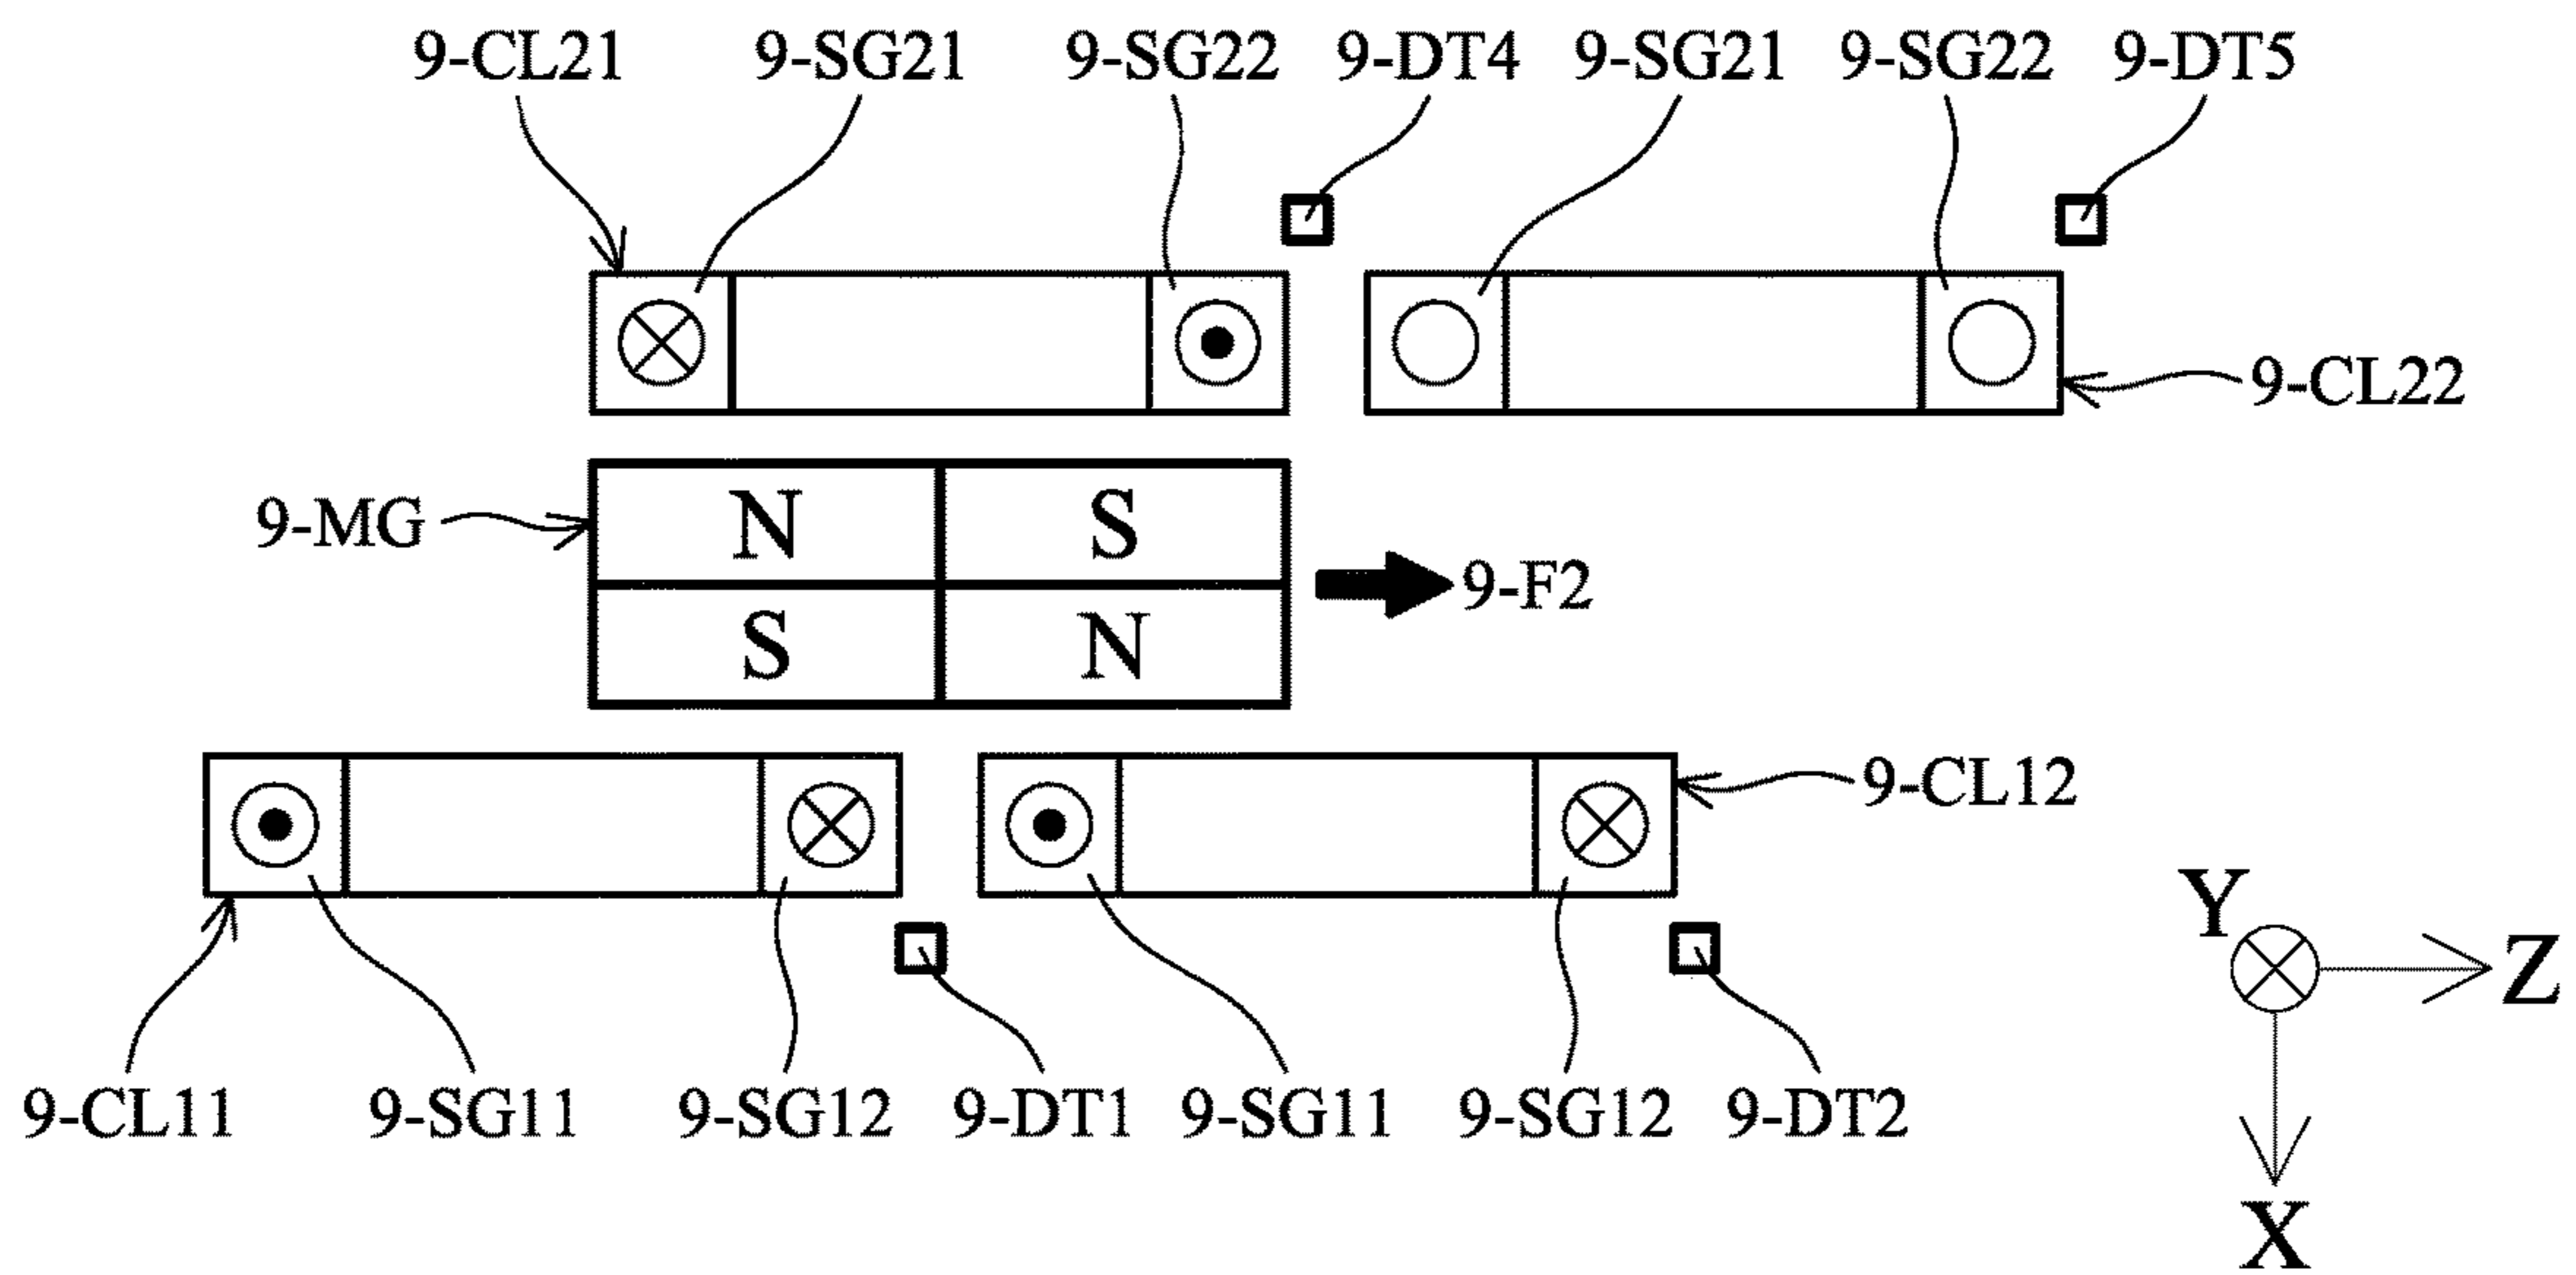 9-CL21 9-SG21 9-SG22 9-DT4 9-SG21 9-SG22 9-DT5
9-CL22
9-MG N S
9-F2
S N
9-CL12
Y
Z
9-CL11 9-SG11 9-SG12 9-DT1 9-SG11 9-SG12 9-DT2
X